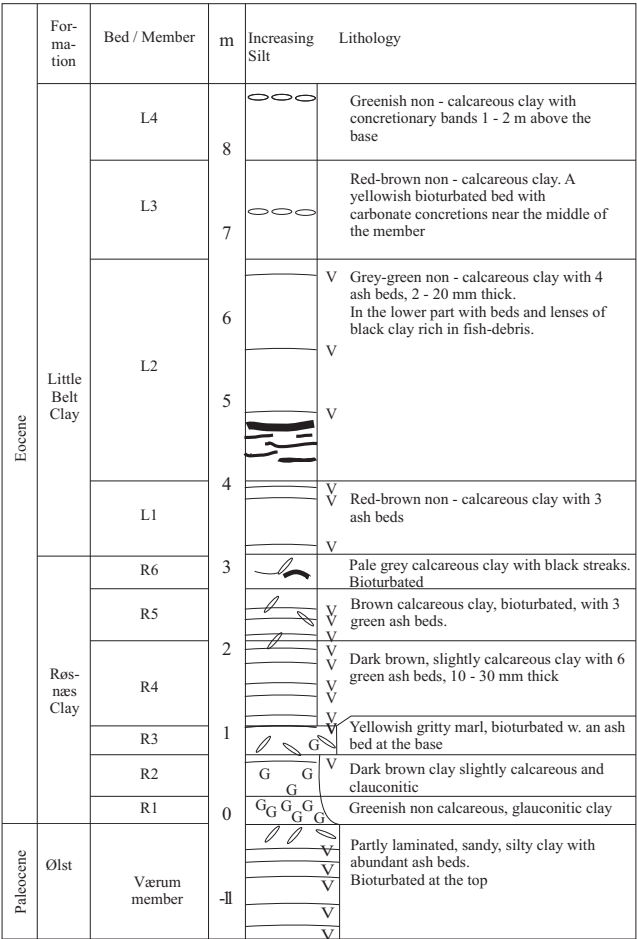 For-
ma-
tion
Bed / Member
m
Increasing
Silt
Lithology
Eocene
Little
Belt
Clay
L4
8
Greenish non - calcareous clay with
concretionary bands 1 - 2 m above the
base
L3
7
Red-brown non - calcareous clay. A
yellowish bioturbated bed with
carbonate concretions near the middle of
the member
L2
6
5
V
V
V
Grey-green non - calcareous clay with 4
ash beds, 2 - 20 mm thick.
In the lower part with beds and lenses of
black clay rich in fish-debris.
4
L1
V
V
V
Red-brown non - calcareous clay with 3
ash beds
Røs-
næs
Clay
R6
3
Pale grey calcareous clay with black streaks.
Bioturbated
R5
V
V
V
Brown calcareous clay, bioturbated, with 3
green ash beds.
2
R4
V
V
V
V
V
V
Dark brown, slightly calcareous clay with 6
green ash beds, 10 - 30 mm thick
1
R3
G
Yellowish gritty marl, bioturbated w. an ash
bed at the base
R2
V
G G
G
Dark brown clay slightly calcareous and
clauconitic
R1
0
G G G G
G G
Greenish non calcareous, glauconitic clay
Paleocene
Ølst
Værum
member
-1
V
V
V
V
V
Partly laminated, sandy, silty clay with
abundant ash beds.
Bioturbated at the top